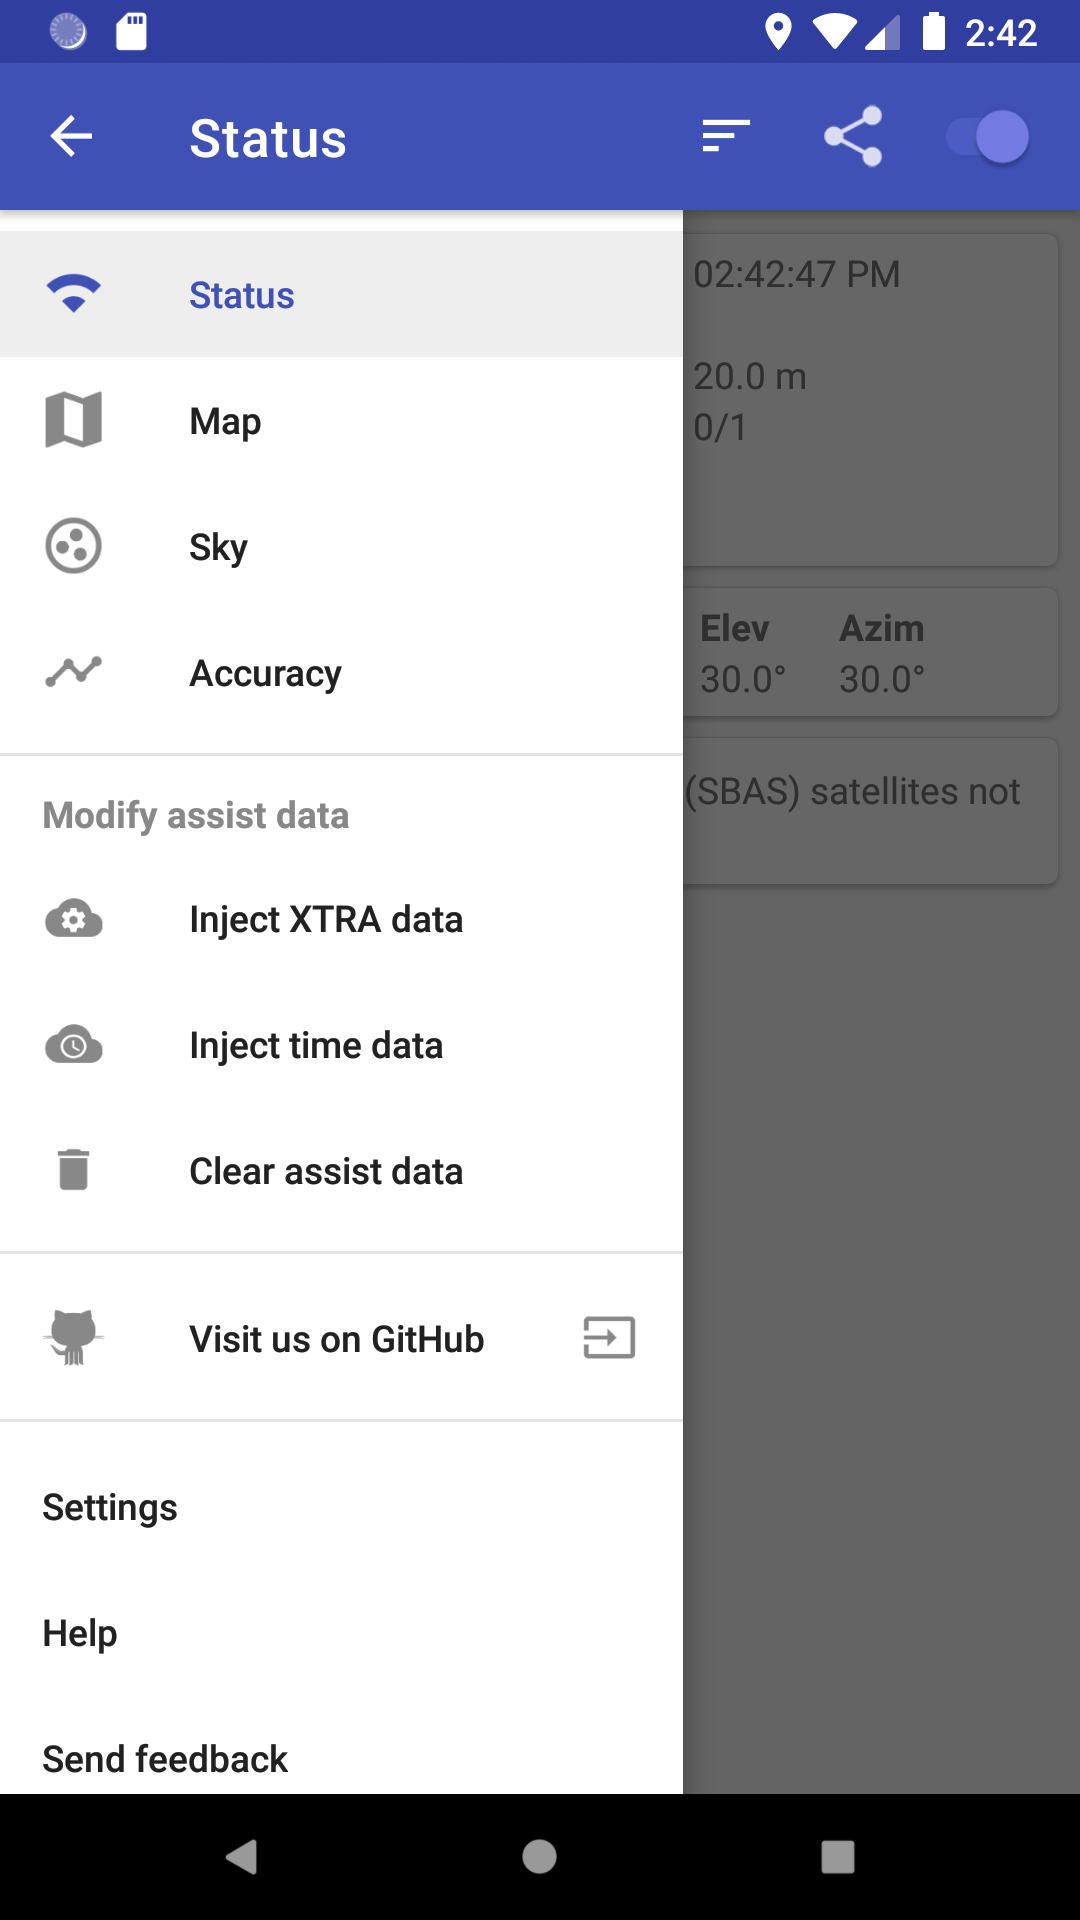 2:42
Status
Status
Map
Sky
Accuracy
Modify assist data
Inject XTRA data
Inject time data
Clear assist data
Visit us on GitHub
Settings
Help
Send feedback
02:42:47 PM
20.0 m
0/1
Elev Azim
30.0° 30.0°
(SBAS) satellites not